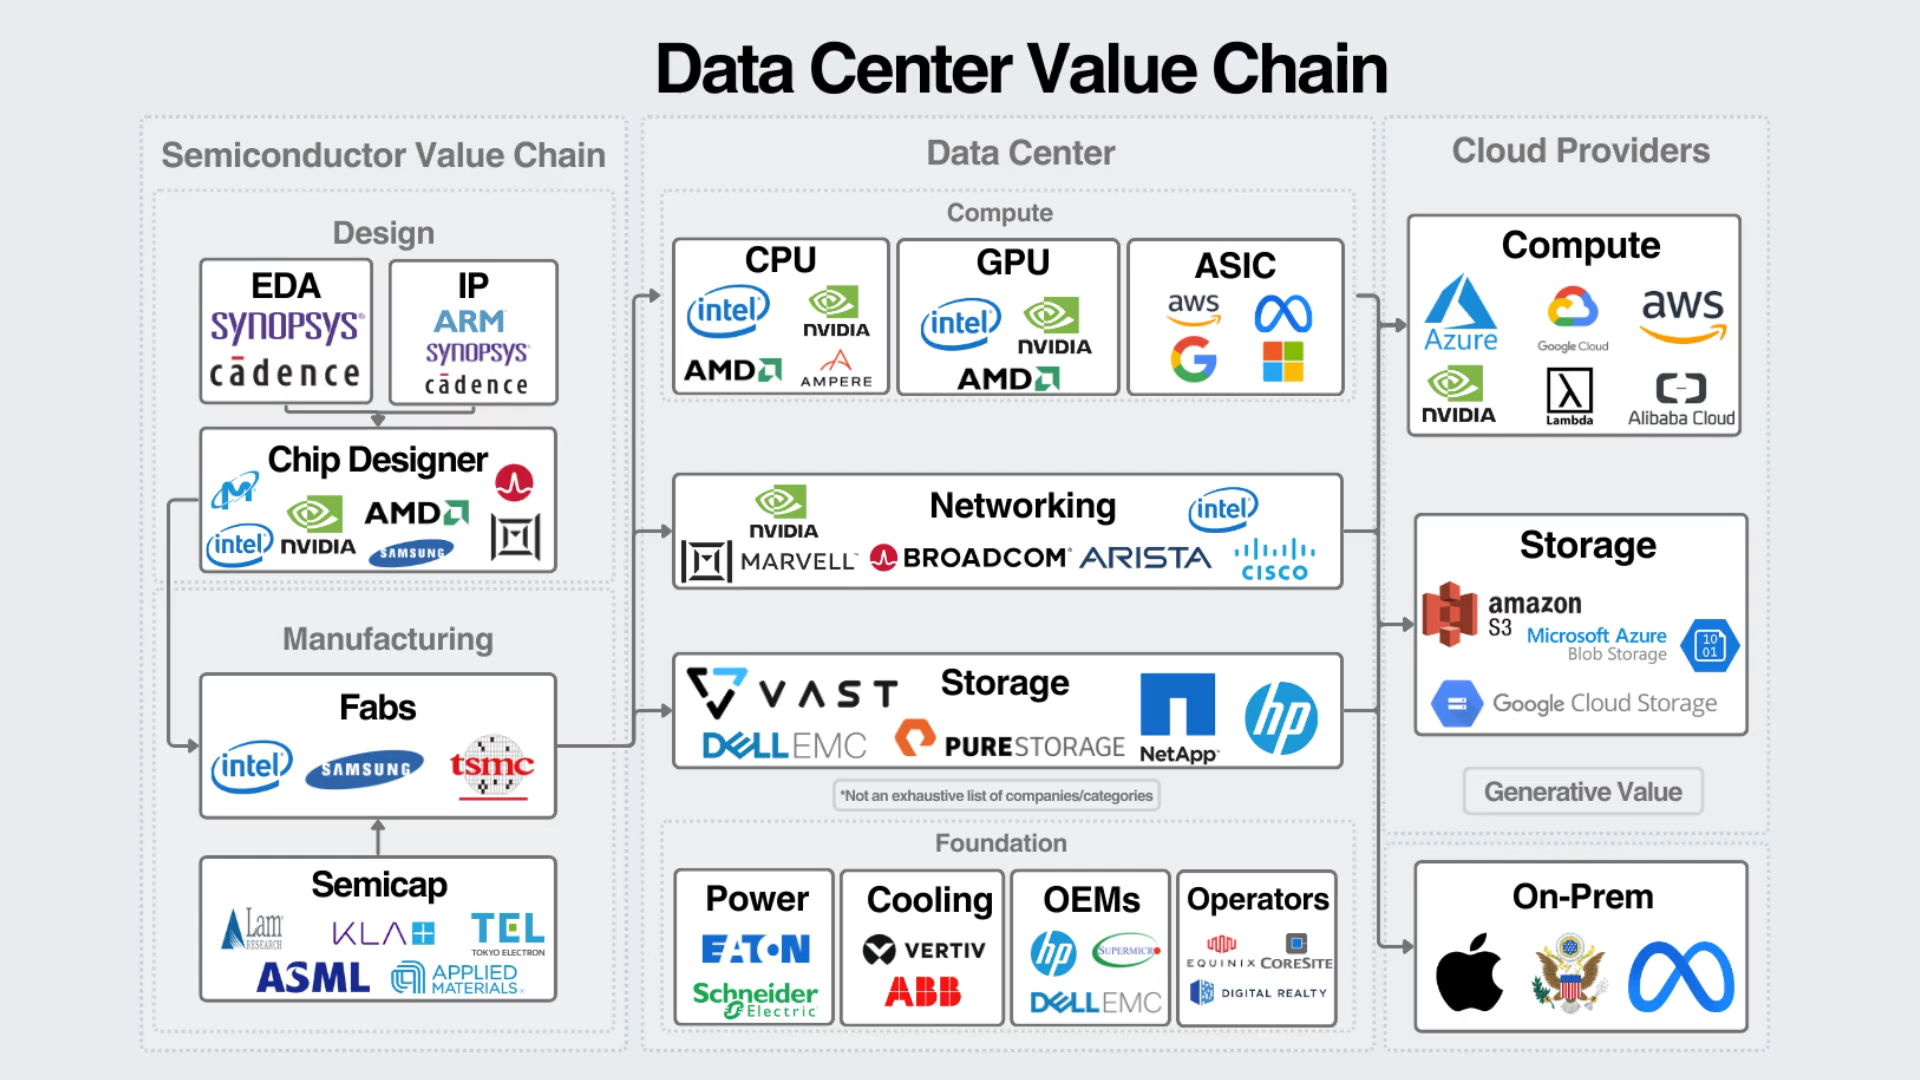 Data Center Value Chain
Semiconductor Value Chain
Design
EDA
SYNOPSYS®
cādence
IP
ARM
SYNOPSYS®
cādence
Chip Designer
M
intel
NVIDIA
AMD
SAMSUNG
Manufacturing
Fabs
intel
SAMSUNG
tsmc
Semicap
Lam
RESEARCH
KLA
TEL
TOKYO ELECTRON
ASML
APPLIED
MATERIALS
Data Center
Compute
CPU
intel
NVIDIA
AMD
AMPERE
GPU
intel
NVIDIA
AMD
ASIC
aws
G
Networking
NVIDIA
intel
MARVELL™
BROADCOM®
ARISTA
CISCO
Storage
VAST
DELLEMC
PURESTORAGE
NetApp
hp
*Not an exhaustive list of companies/categories
Foundation
Power
EATON
Schneider
Electric
Cooling
VERTIV
ABB
OEMs
hp
SUPERMICRO
DELLEMC
Operators
EQUINIX
CORESITE
DIGITAL REALTY
Cloud Providers
Compute
Azure
Google Cloud
aws
NVIDIA
Lambda
Alibaba Cloud
Storage
amazon
S3
Microsoft Azure
Blob Storage
10
01
Google Cloud Storage
Generative Value
On-Prem